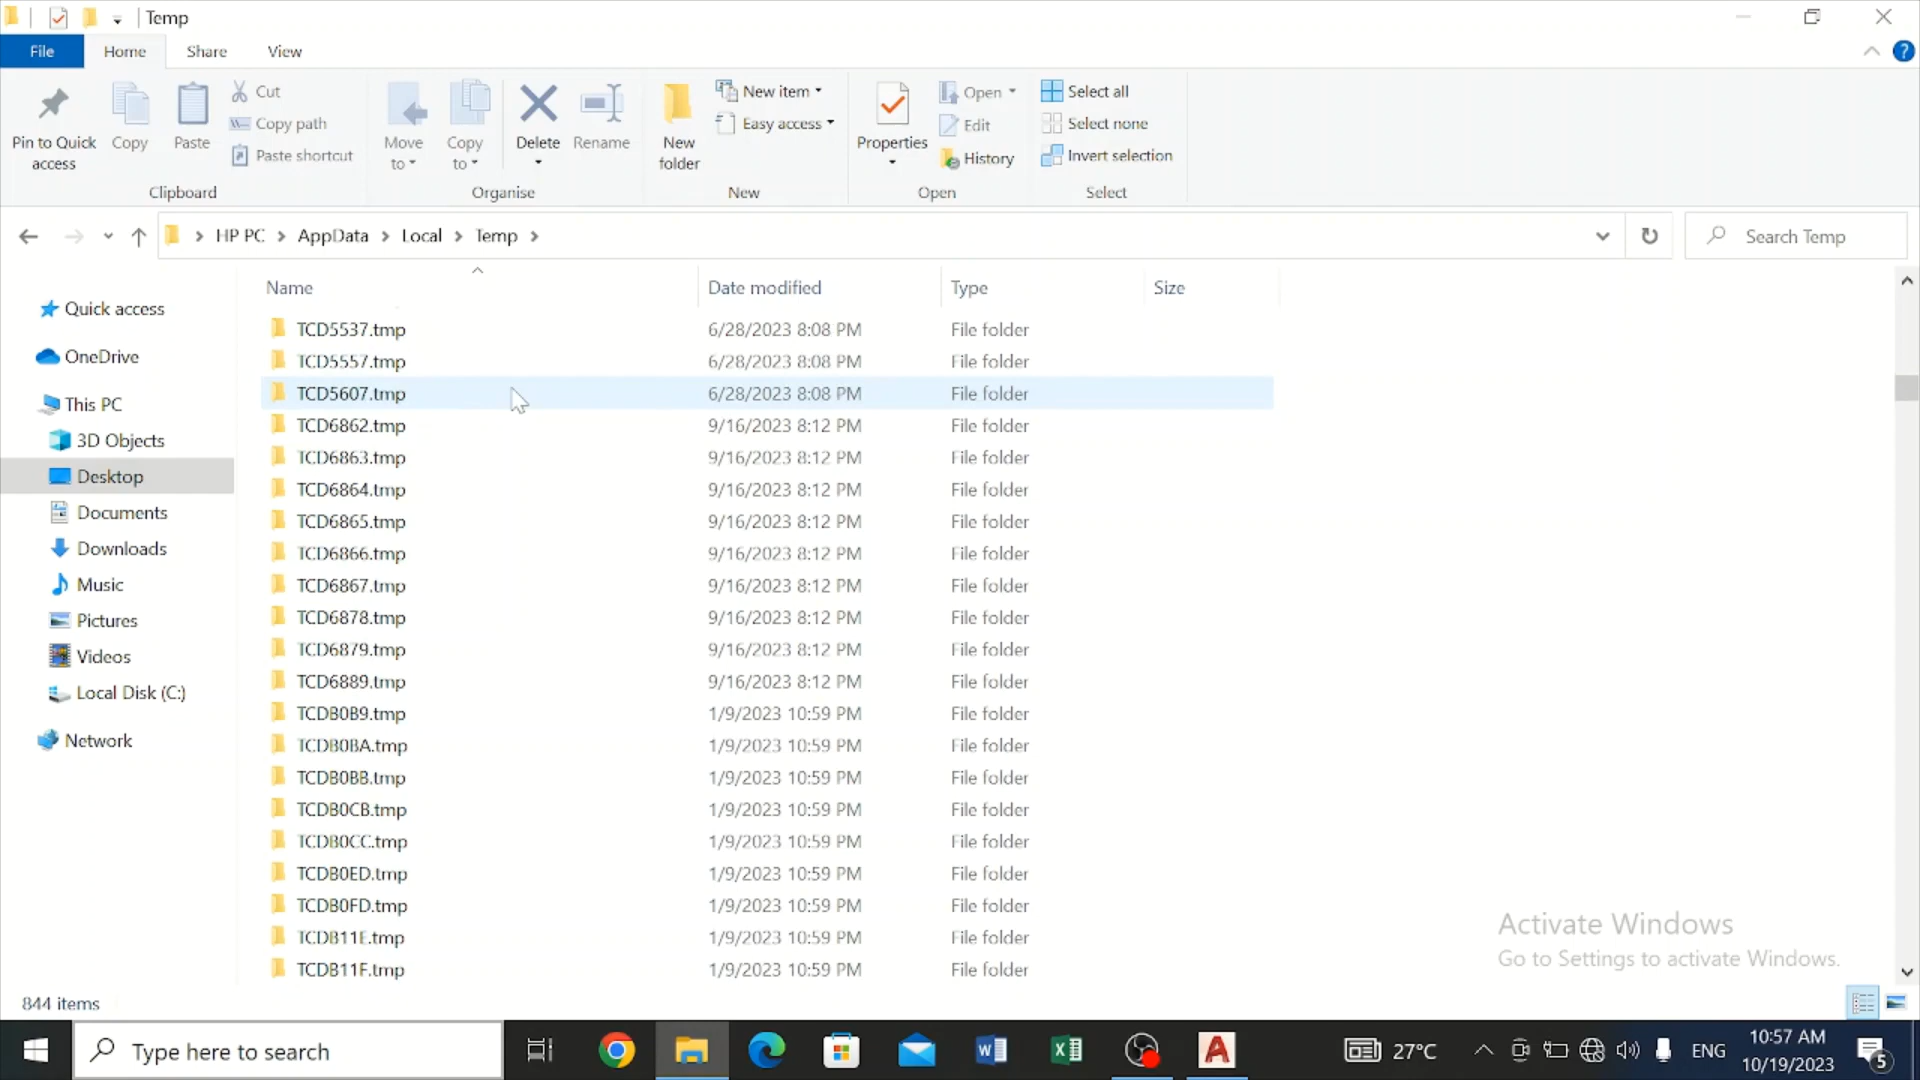 Temp
File Home Share View
Pin to Quick access
Copy
Paste
Cut
Copy path
Paste shortcut
Clipboard
Move to
Copy to
Delete
Rename
Organise
New folder
New item
Easy access
New
Properties
Open
Edit
History
Open
Select all
Select none
Invert selection
Select
HP PC > AppData > Local > Temp >
Search Temp
Name Date modified Type Size
Quick access
OneDrive
This PC
3D Objects
Desktop
Documents
Downloads
Music
Pictures
Videos
Local Disk (C:)
Network
TCD5537.tmp 6/28/2023 8:08 PM File folder
TCD5557.tmp 6/28/2023 8:08 PM File folder
TCD5607.tmp 6/28/2023 8:08 PM File folder
TCD6862.tmp 9/16/2023 8:12 PM File folder
TCD6863.tmp 9/16/2023 8:12 PM File folder
TCD6864.tmp 9/16/2023 8:12 PM File folder
TCD6865.tmp 9/16/2023 8:12 PM File folder
TCD6866.tmp 9/16/2023 8:12 PM File folder
TCD6867.tmp 9/16/2023 8:12 PM File folder
TCD6878.tmp 9/16/2023 8:12 PM File folder
TCD6879.tmp 9/16/2023 8:12 PM File folder
TCD6889.tmp 9/16/2023 8:12 PM File folder
TCDB0B9.tmp 1/9/2023 10:59 PM File folder
TCDB0BA.tmp 1/9/2023 10:59 PM File folder
TCDB0BB.tmp 1/9/2023 10:59 PM File folder
TCDB0CB.tmp 1/9/2023 10:59 PM File folder
TCDB0CC.tmp 1/9/2023 10:59 PM File folder
TCDB0ED.tmp 1/9/2023 10:59 PM File folder
TCDB0FD.tmp 1/9/2023 10:59 PM File folder
TCDB11E.tmp 1/9/2023 10:59 PM File folder
TCDB11F.tmp 1/9/2023 10:59 PM File folder
Activate Windows
Go to Settings to activate Windows.
844 items
Type here to search
27°C
ENG
10:57 AM
10/19/2023
5